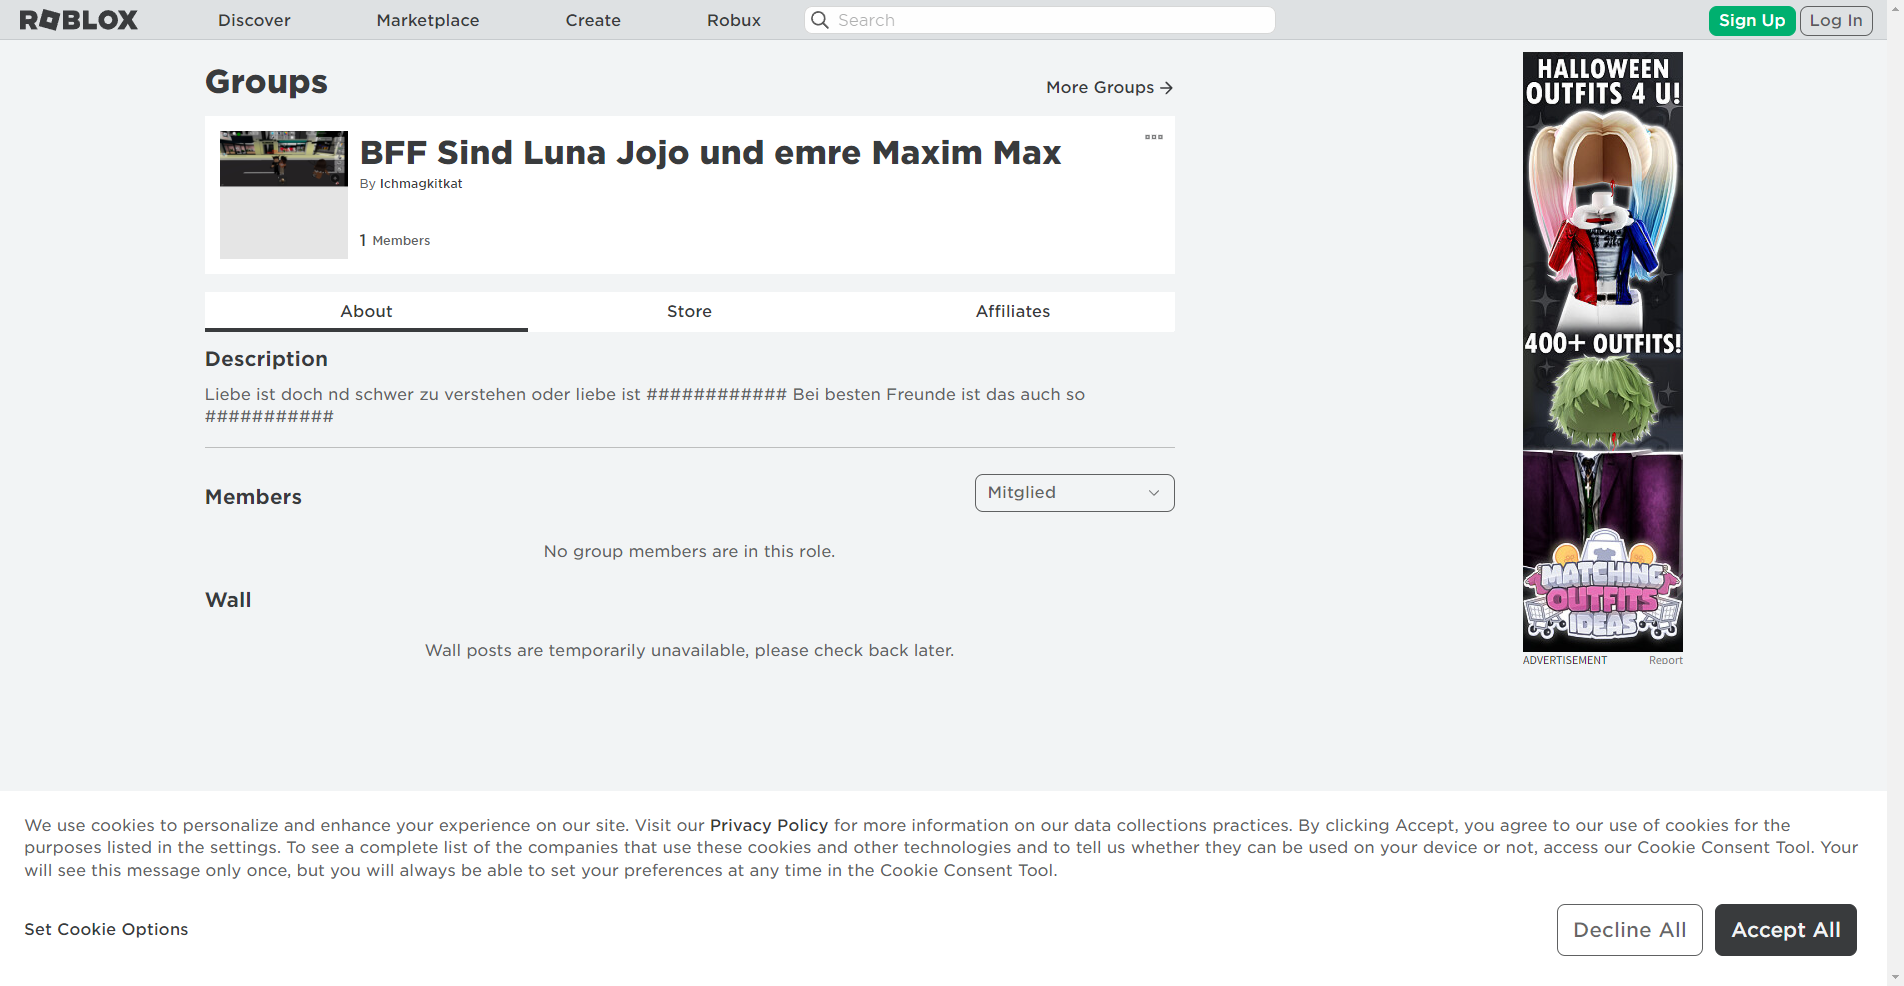 ROBLOX
Discover
Marketplace
Create
Robux
Search
Sign Up
Log In
Groups
More Groups
BFF Sind Luna Jojo und emre Maxim Max
By Ichmagkitkat
1 Members
About
Store
Affiliates
Description
Liebe ist doch nd schwer zu verstehen oder liebe ist ############ Bei besten Freunde ist das auch so
###########
Members
Mitglied
No group members are in this role.
Wall
Wall posts are temporarily unavailable, please check back later.
HALLOWEEN
OUTFITS 4 U!
400+ OUTFITS!
MATCHING
OUTFITS
IDEAS
ADVERTISEMENT
Report
We use cookies to personalize and enhance your experience on our site. Visit our Privacy Policy for more information on our data collections practices. By clicking Accept, you agree to our use of cookies for the
purposes listed in the settings. To see a complete list of the companies that use these cookies and other technologies and to tell us whether they can be used on your device or not, access our Cookie Consent Tool. Your
will see this message only once, but you will always be able to set your preferences at any time in the Cookie Consent Tool.
Set Cookie Options
Decline All
Accept All